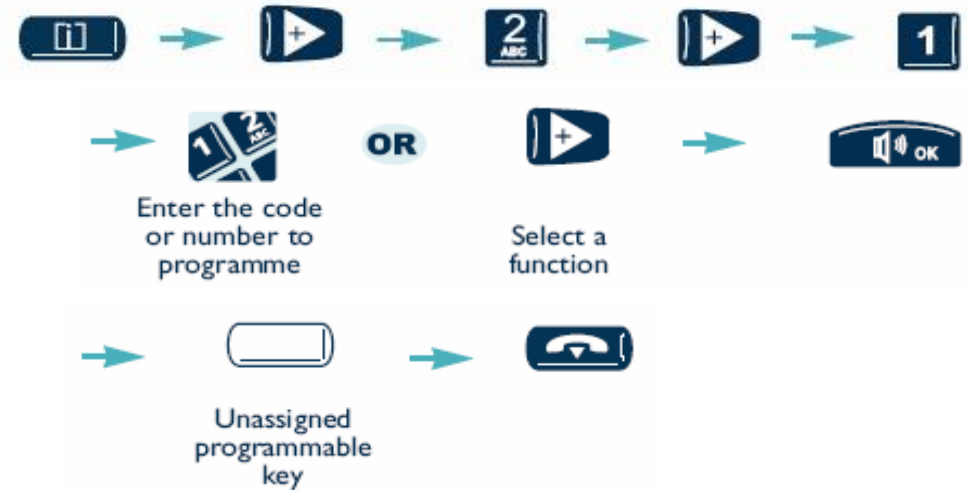 i + 2 ABC + 1
1 2 ABC OR + OK
Enter the code
or number to
programme
Select a
function
Unassigned
programmable
key